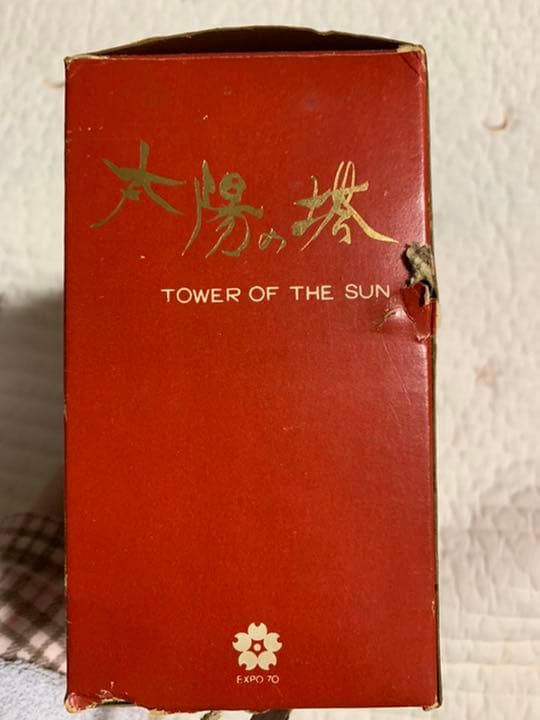 太陽の塔
TOWER OF THE SUN
EXPO 70